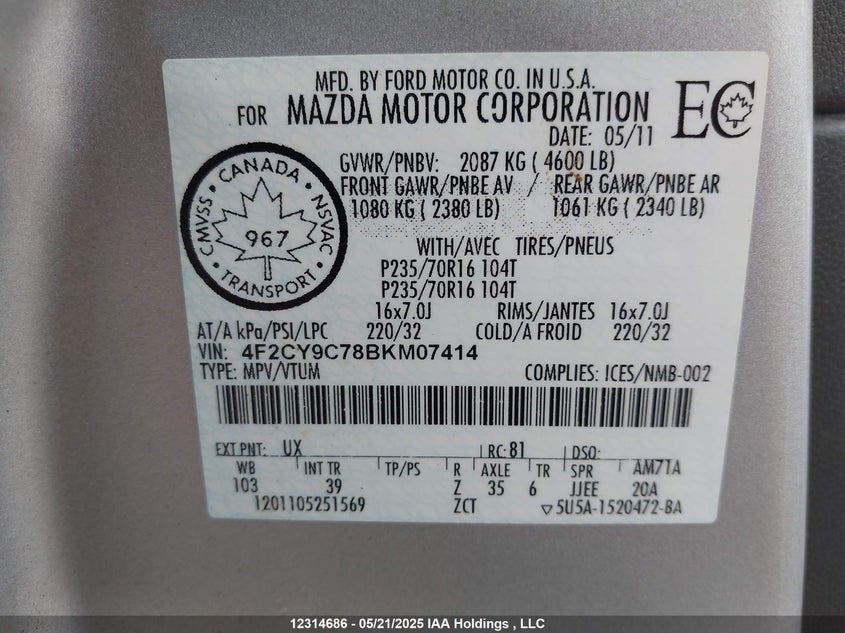 MFD. BY FORD MOTOR CO. IN U.S.A.
FOR MAZDA MOTOR CORPORATION
EC
DATE: 05/11
GVWR/PNBV: 2087 KG ( 4600 LB)
FRONT GAWR/PNBE AV / REAR GAWR/PNBE AR
1080 KG ( 2380 LB) 1061 KG ( 2340 LB)
CANADA
CMVSS NSVAC
967
TRANSPORT
WITH/AVEC TIRES/PNEUS
P235/70R16 104T
P235/70R16 104T
16x7.0J RIMS/JANTES 16x7.0J
AT/A kPa/PSI/LPC 220/32 COLD/A FROID 220/32
VIN: 4F2CY9C78BKM07414
TYPE: MPV/VTUM COMPLIES: ICES/NMB-002
EXT PNT: UX RC: 81 DSO:
WB INT TR TP/PS R AXLE TR SPR AM71A
103 39 Z 35 6 JJEE 20A
1201105251569 ZCT ▽5U5A-1520472-BA
12314686 - 05/21/2025 IAA Holdings , LLC